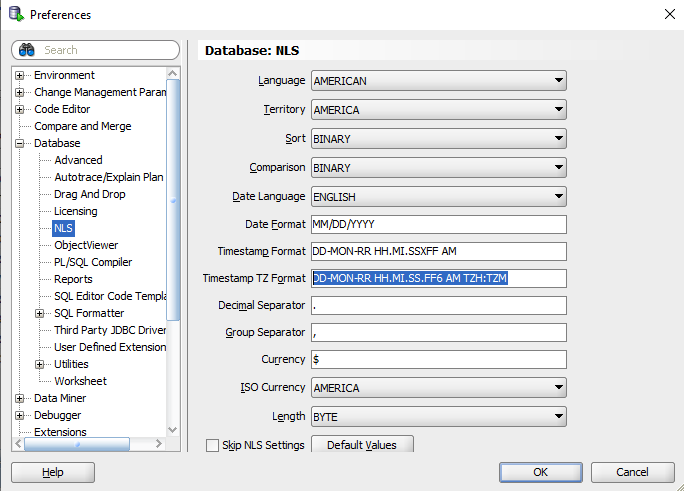 Preferences
Search
Environment
Change Management Param
Code Editor
Compare and Merge
Database
Advanced
Autotrace/Explain Plan
Drag And Drop
Licensing
NLS
ObjectViewer
PL/SQL Compiler
Reports
SQL Editor Code Templa
SQL Formatter
Third Party JDBC Driver
User Defined Extension
Utilities
Worksheet
Data Miner
Debugger
Extensions
Database: NLS
Language AMERICAN
Territory AMERICA
Sort BINARY
Comparison BINARY
Date Language ENGLISH
Date Format MM/DD/YYYY
Timestamp Format DD-MON-RR HH.MI.SSXFF AM
Timestamp TZ Format DD-MON-RR HH.MI.SS.FF6 AM TZH:TZM
Decimal Separator .
Group Separator ,
Currency $
ISO Currency AMERICA
Length BYTE
Skip NLS Settings Default Values
Help OK Cancel